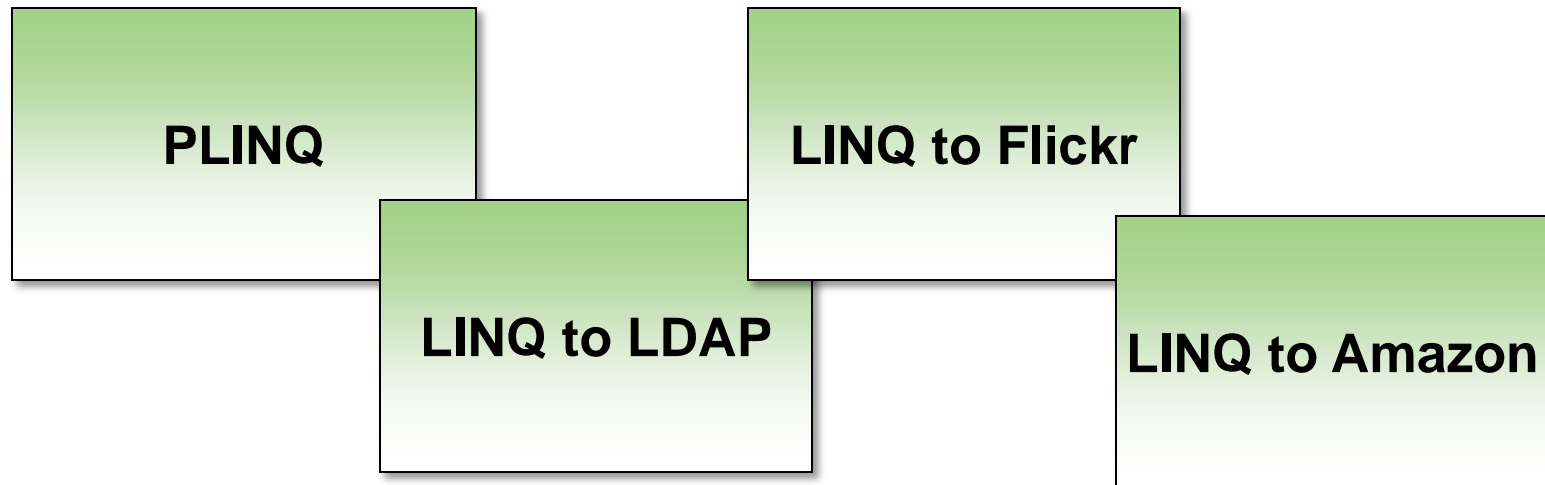 PLINQ
LINQ to Flickr
LINQ to LDAP
LINQ to Amazon